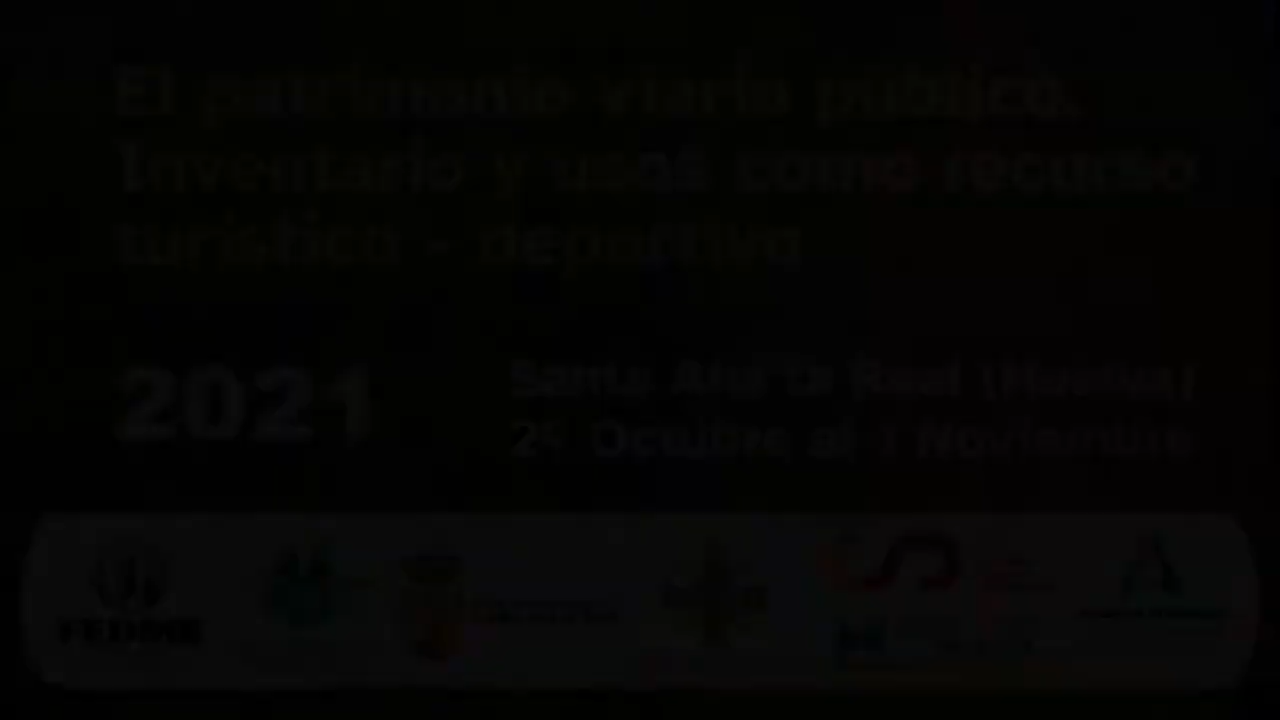 El patrimonio viario público.
Inventario y usos como recurso
turístico - deportivo
2021
Santa Ana la Real (Huelva)
Octubre al 1 Noviembre